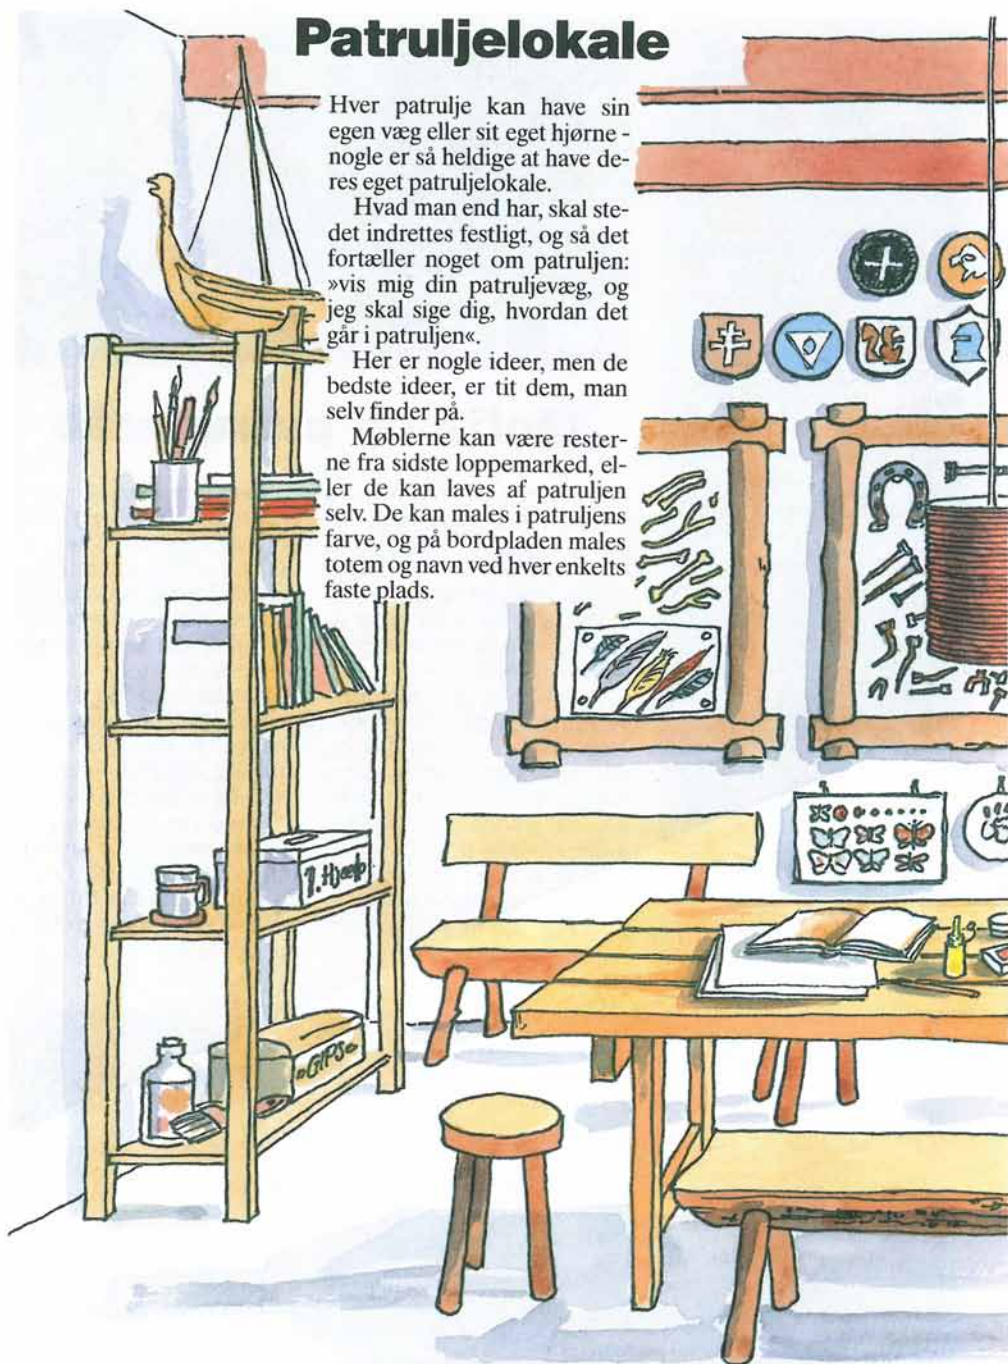 Patruljelokale
Hver patrulje kan have sin
egen væg eller sit eget hjørne -
nogle er så heldige at have de-
res eget patruljelokale.
Hvad man end har, skal ste-
det indrettes festligt, og så det
fortæller noget om patruljen:
»vis mig din patruljevæg, og
jeg skal sige dig, hvordan det
går i patruljen«.
Her er nogle ideer, men de
bedste ideer, er tit dem, man
selv finder på.
Møblerne kan være rester-
ne fra sidste loppemarked, el-
ler de kan laves af patruljen
selv. De kan males i patruljens
farve, og på bordpladen males
totem og navn ved hver enkelts
faste plads.
1. Hjælp
»GIPS«